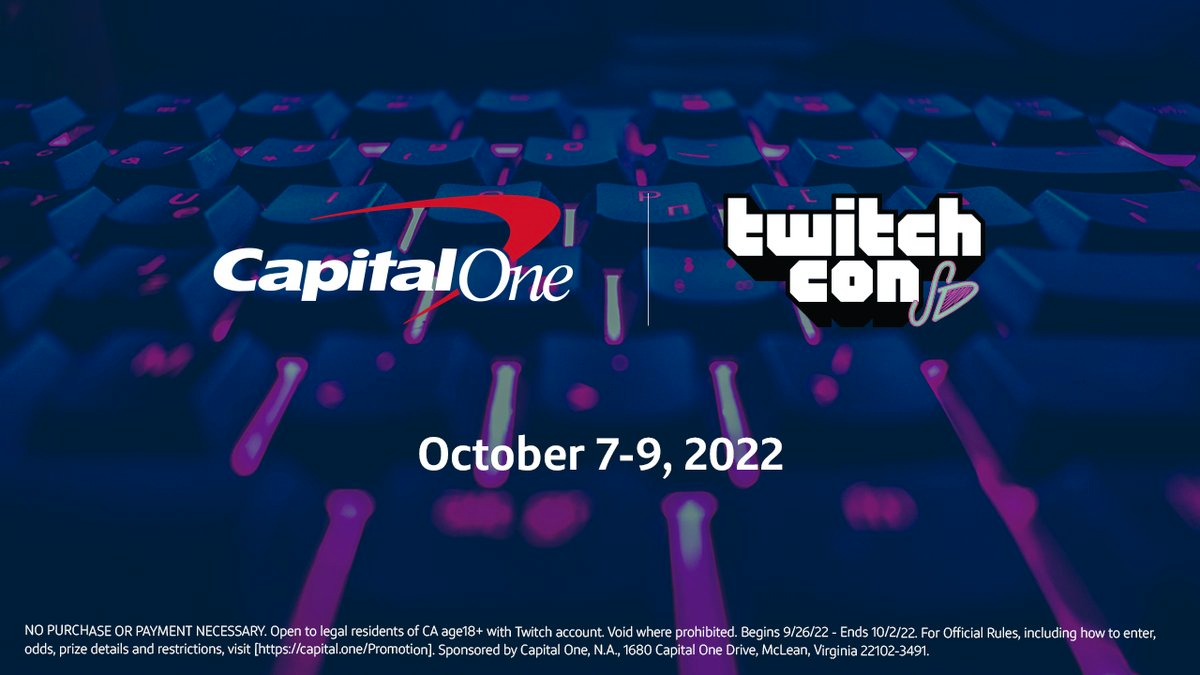 CapitalOne
twitch
con SD
October 7-9, 2022
NO PURCHASE OR PAYMENT NECESSARY. Open to legal residents of CA age18+ with Twitch account. Void where prohibited. Begins 9/26/22 - Ends 10/2/22. For Official Rules, including how to enter,
odds, prize details and restrictions, visit [https://capital.one/Promotion]. Sponsored by Capital One, N.A., 1680 Capital One Drive, McLean, Virginia 22102-3491.